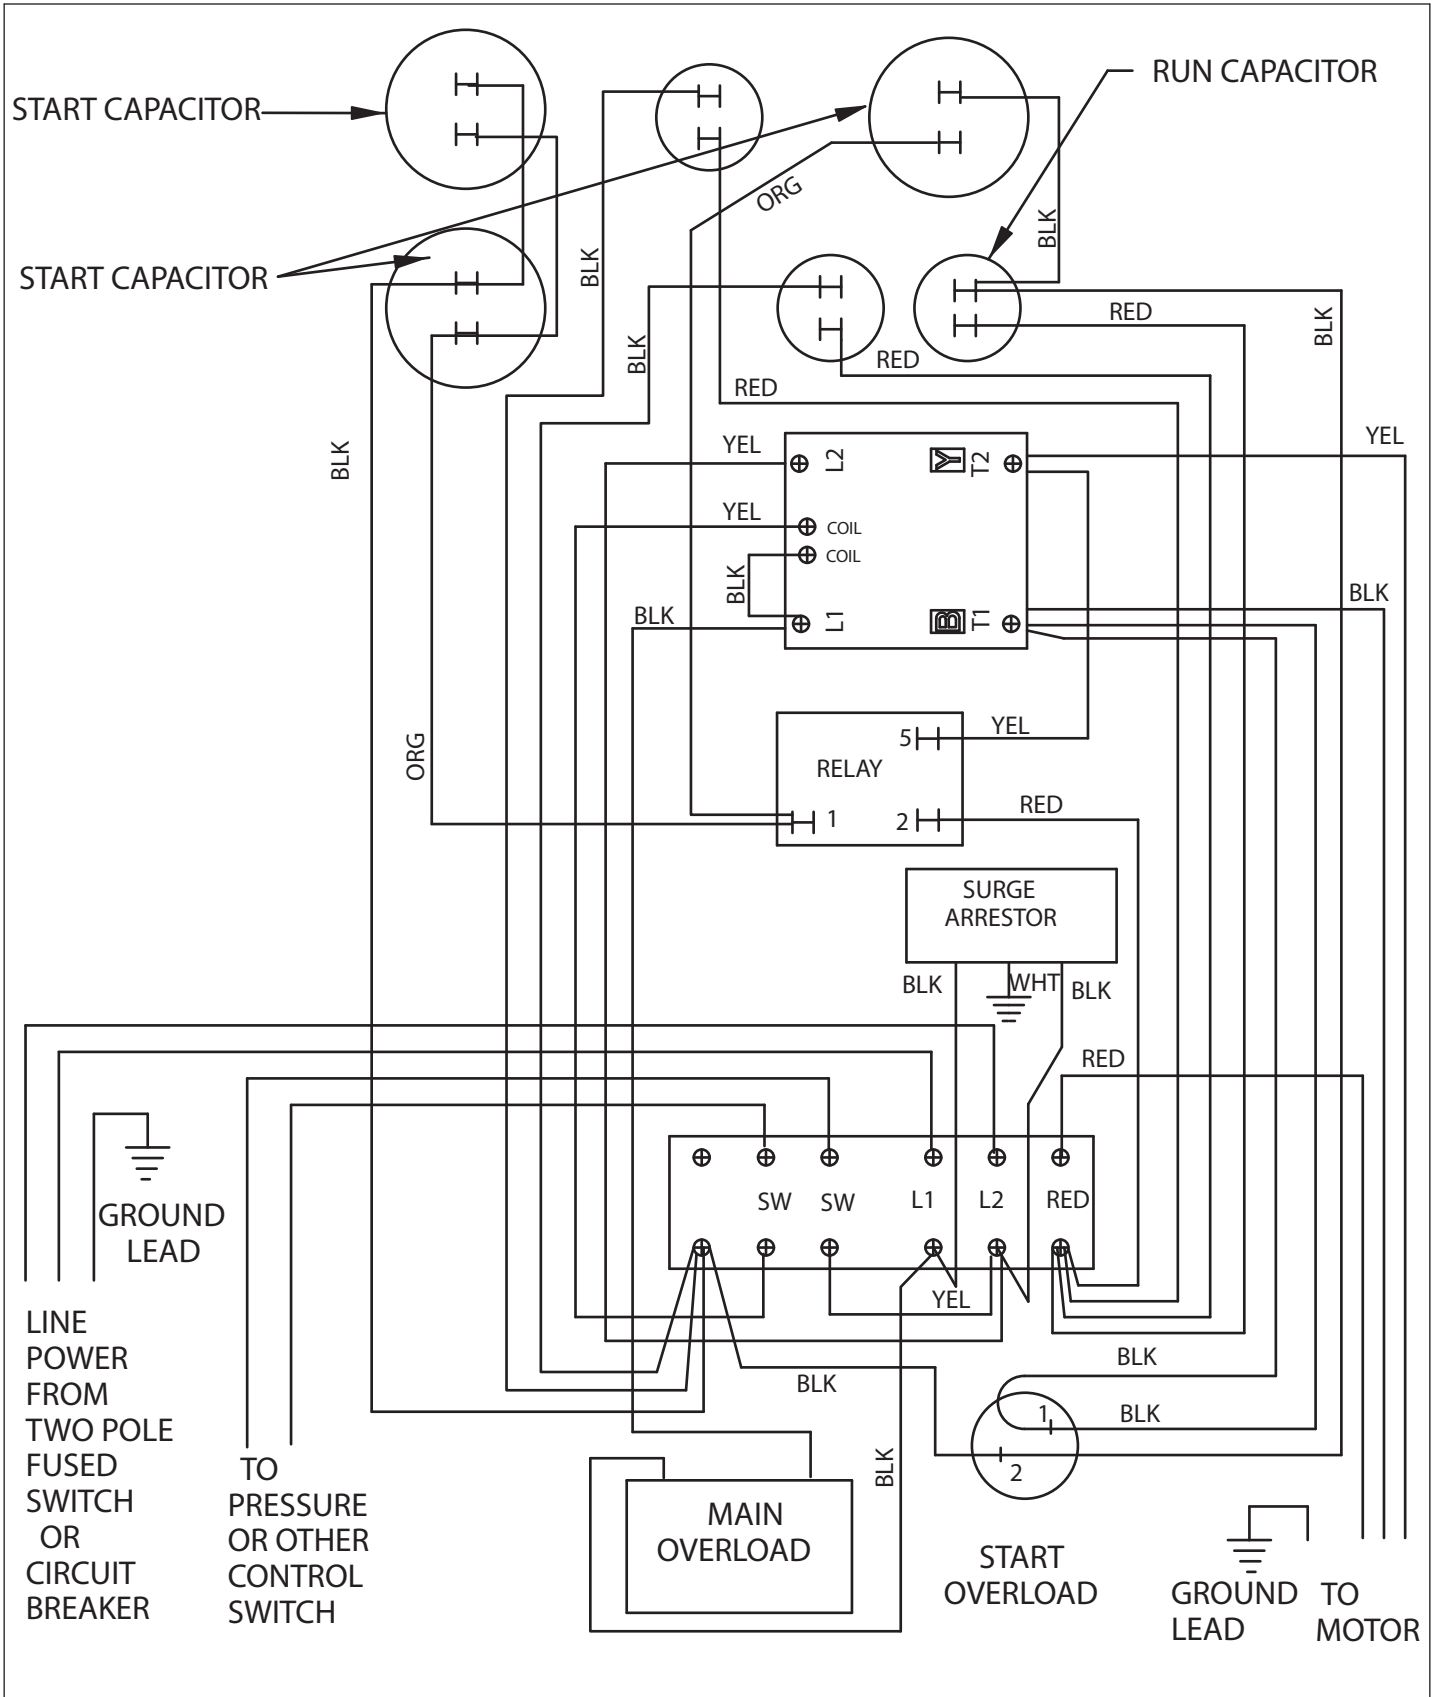 START CAPACITOR
RUN CAPACITOR
ORG
BLK
BLK
START CAPACITOR
RED
BLK
BLK
RED
RED
YEL
YEL
BLK
L2
Y
T2
YEL
COIL
COIL
BLK
BLK
BLK
L1
B
T1
YEL
5
RELAY
ORG
RED
1
2
SURGE
ARRESTOR
BLK
WHT
BLK
RED
GROUND
LEAD
SW
SW
L1
L2
RED
YEL
LINE
POWER
FROM
TWO POLE
FUSED
SWITCH
OR
CIRCUIT
BREAKER
TO
PRESSURE
OR OTHER
CONTROL
SWITCH
BLK
BLK
BLK
1
2
BLK
MAIN
OVERLOAD
START
OVERLOAD
GROUND
LEAD
TO
MOTOR